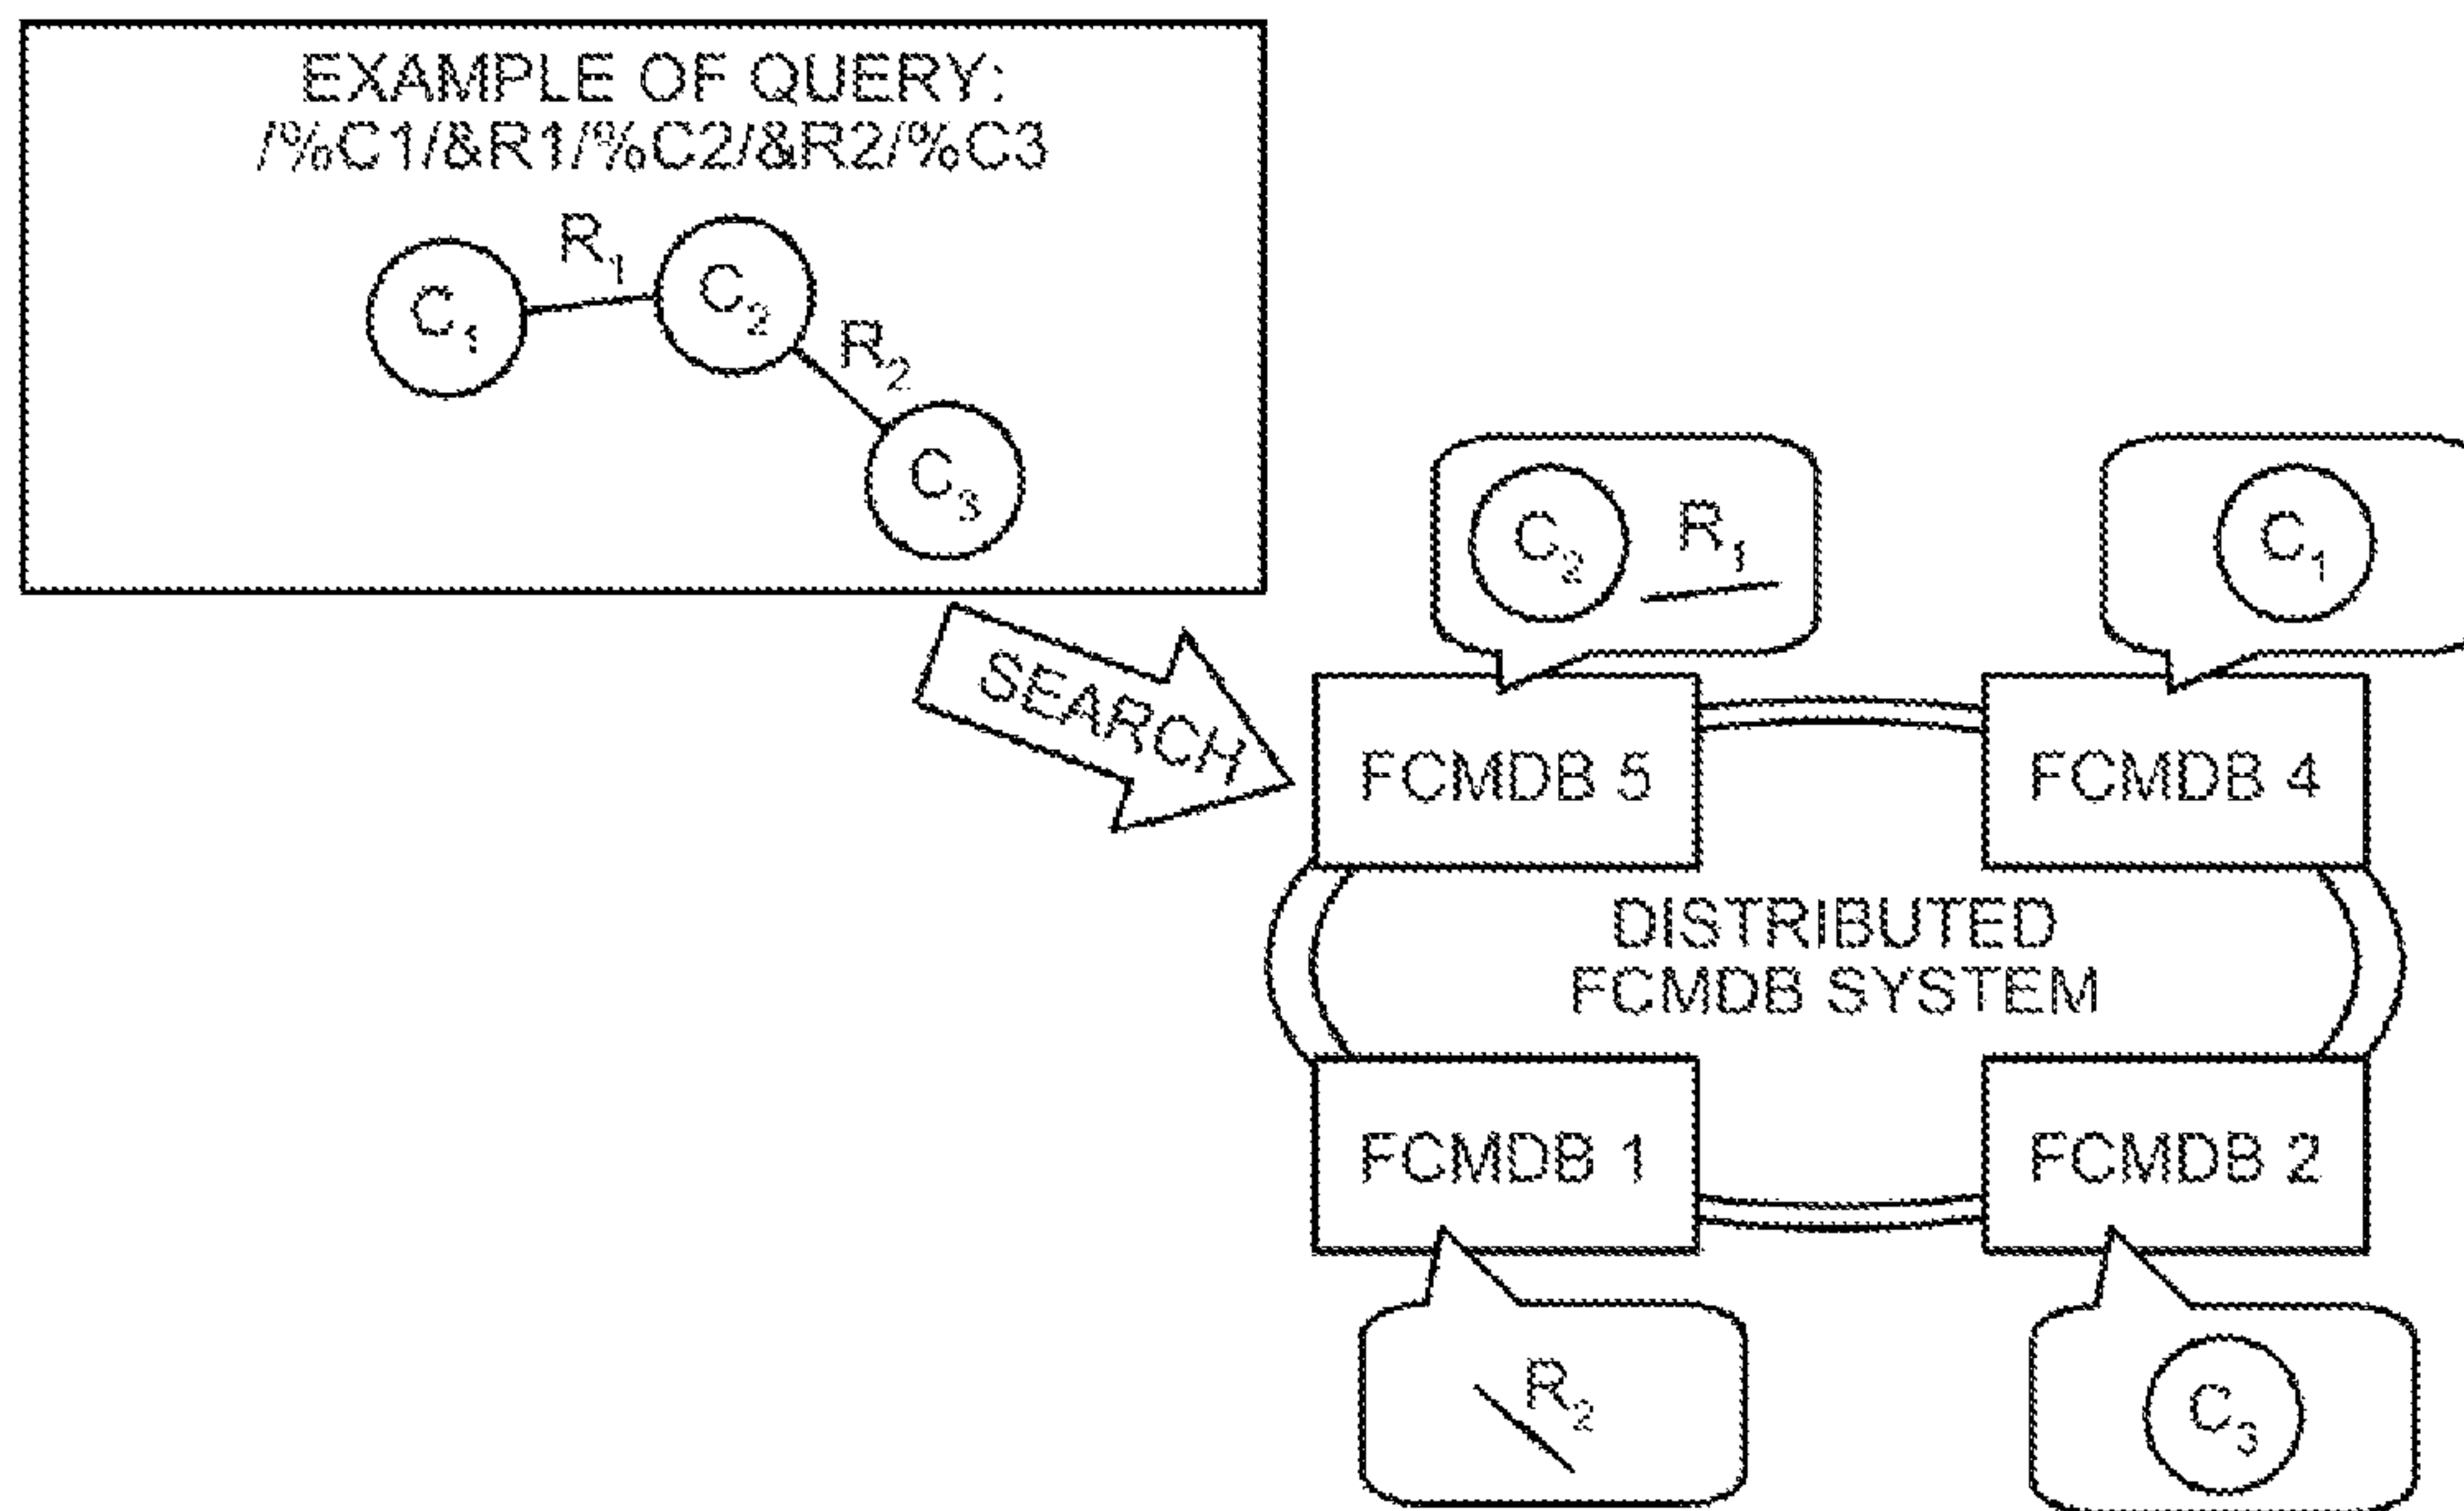 EXAMPLE OF QUERY:
/%C1/&R1/%C2/&R2/%C3
R₁
C₁
C₂
R₂
C₃
SEARCH
C₂ R₁
C₁
FCMDB 5
FCMDB 4
DISTRIBUTED
FCMDB SYSTEM
FCMDB 1
FCMDB 2
R₂
C₃